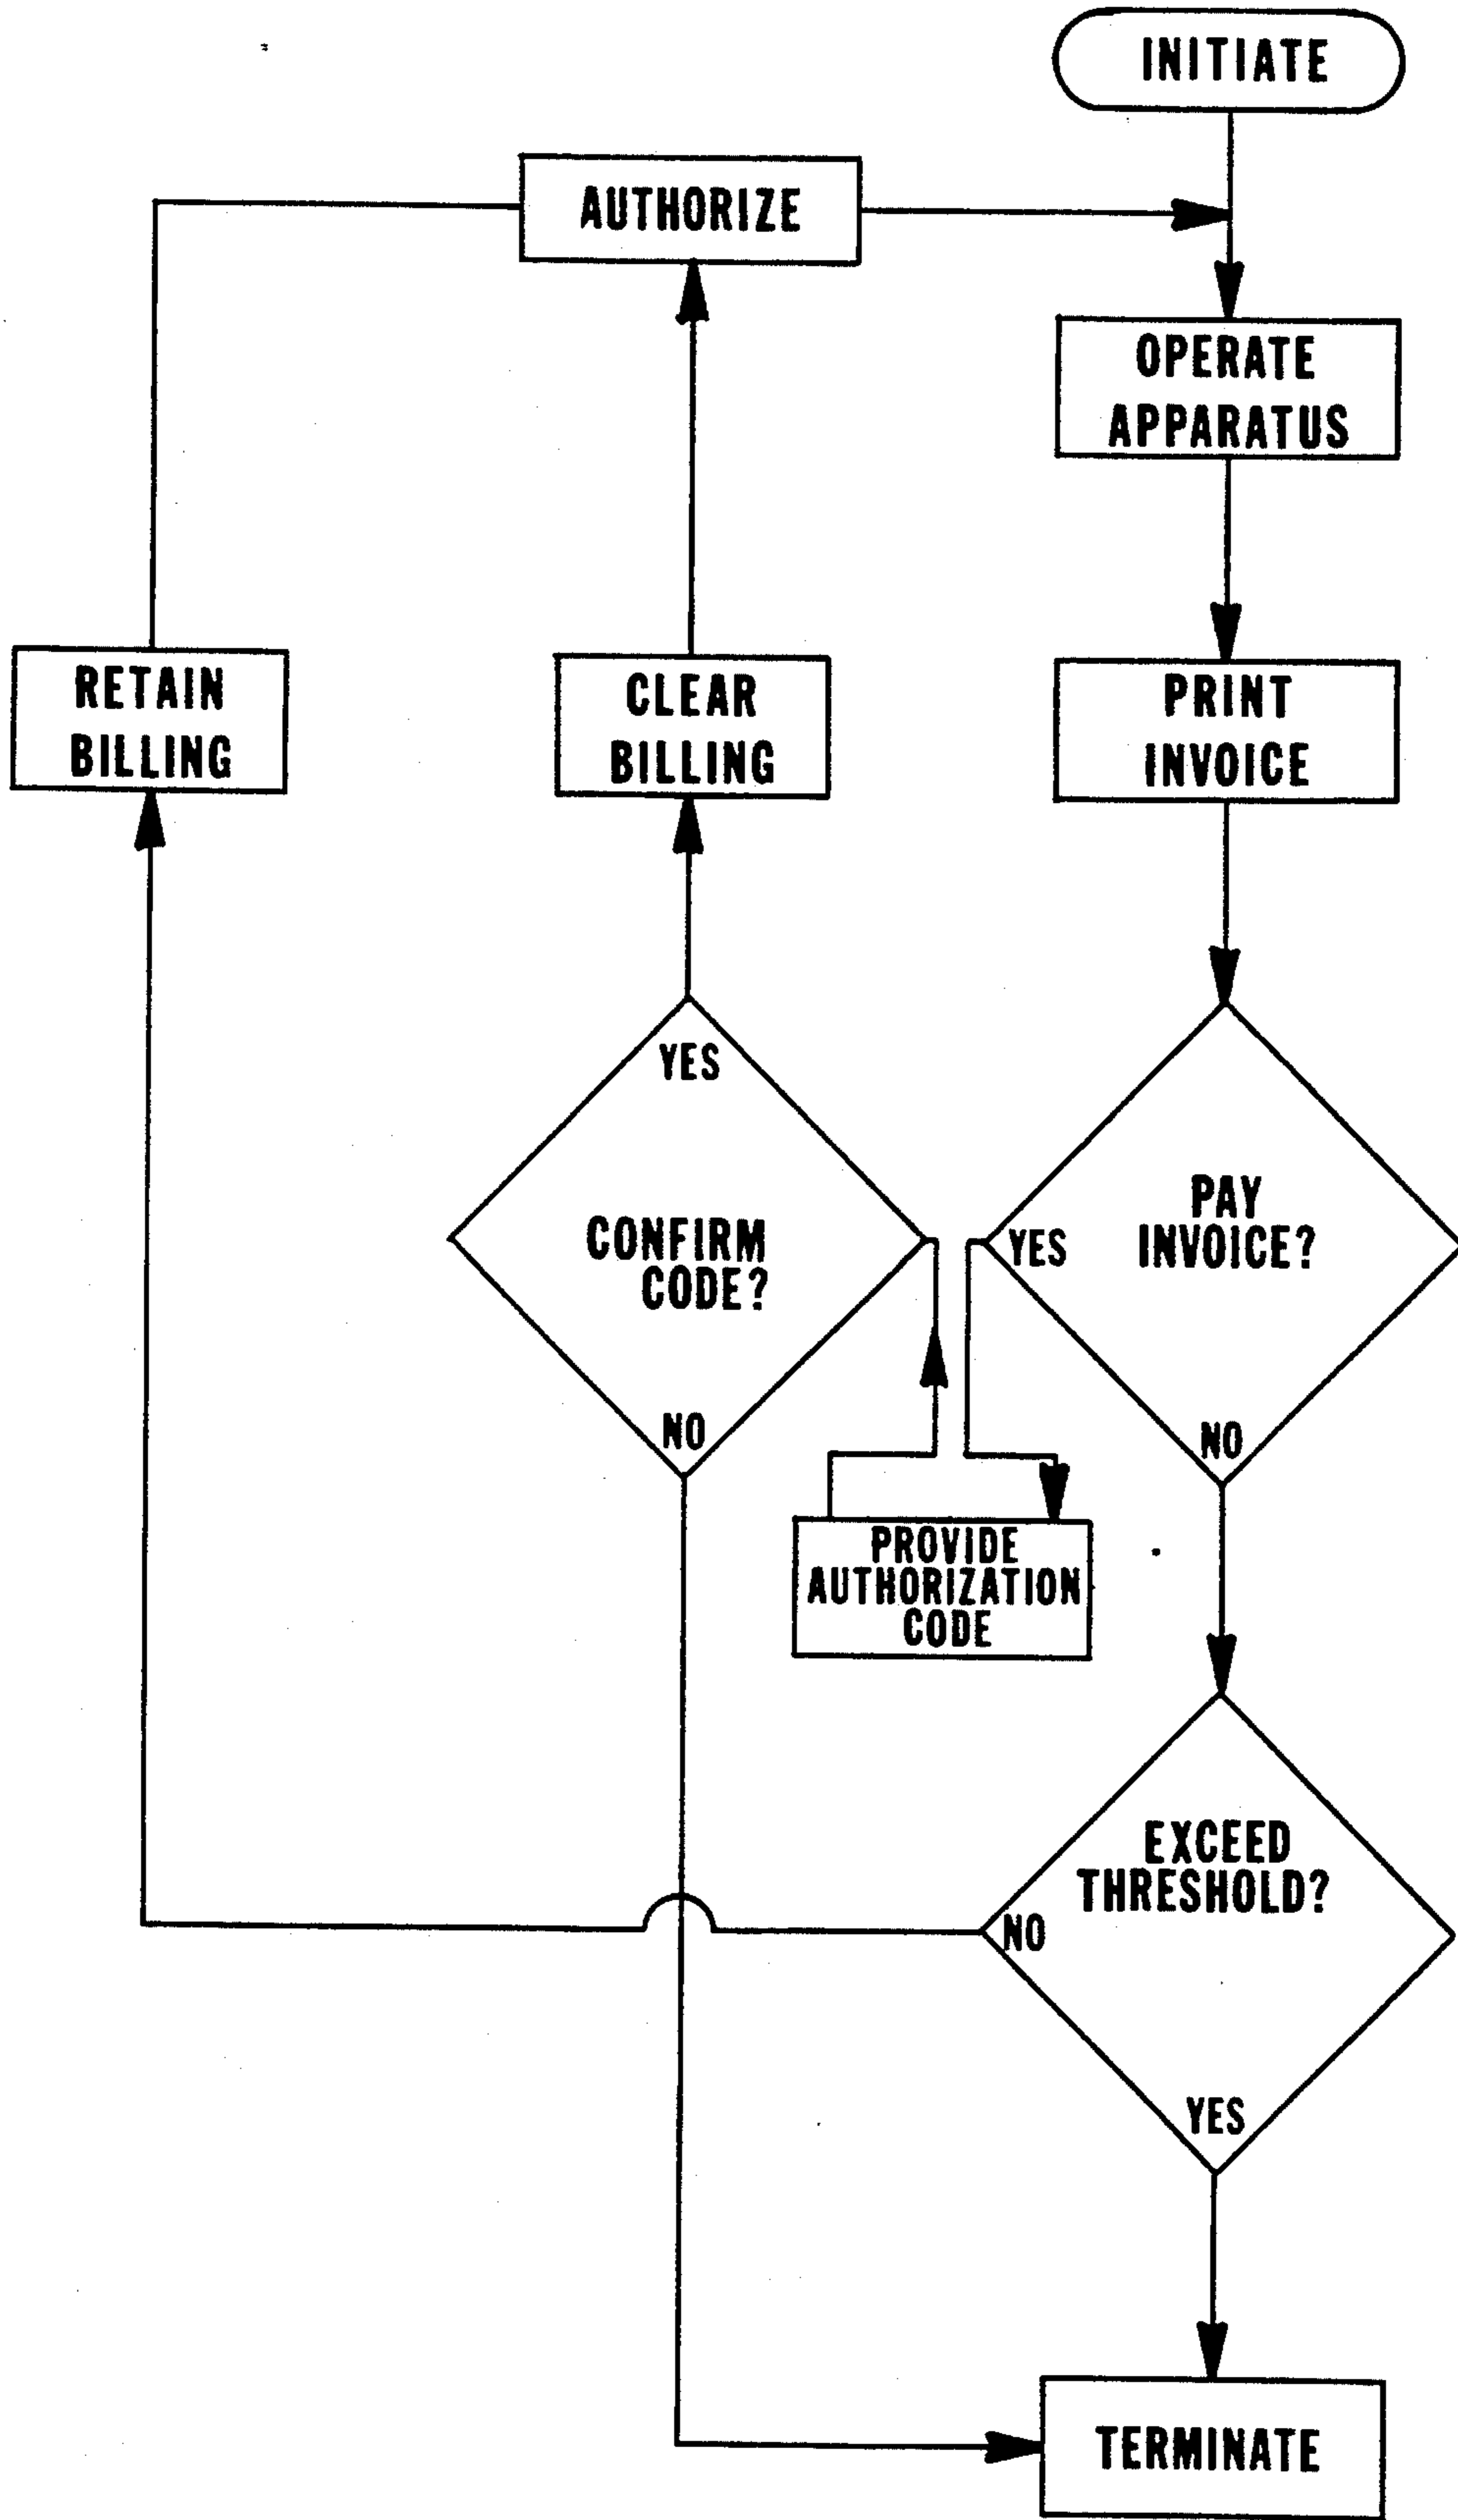 INITIATE
AUTHORIZE
OPERATE
APPARATUS
RETAIN
BILLING
CLEAR
BILLING
PRINT
INVOICE
YES
CONFIRM
CODE?
NO
PAY
INVOICE?
YES
NO
PROVIDE
AUTHORIZATION
CODE
EXCEED
THRESHOLD?
NO
YES
TERMINATE